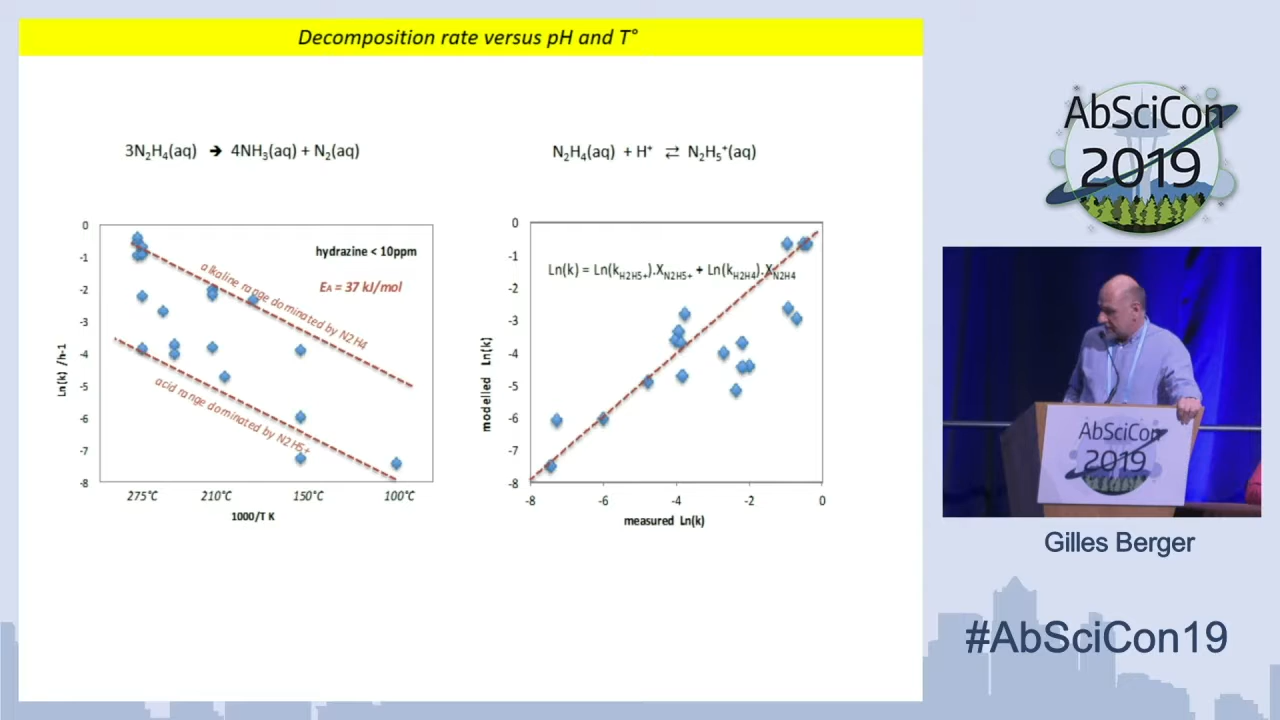 Decomposition rate versus pH and T°
3N₂H₄(aq) ➔ 4NH₃(aq) + N₂(aq)
N₂H₄(aq) + H⁺ ⇄ N₂H₅⁺(aq)
0
-1
-2
-3
-4
-5
-6
-7
-8
Ln(k) /h-1
hydrazine < 10ppm
EA = 37 kJ/mol
alkaline range dominated by N2H4
acid range dominated by N2H5+
275°C
210°C
150°C
100°C
1000/T K
0
-1
-2
-3
-4
-5
-6
-7
-8
modelled Ln(k)
Ln(k) = Ln(kH2H5+).XN2H5+ + Ln(kH2H4).XN2H4
-8
-6
-4
-2
0
measured Ln(k)
AbSciCon
2019
AbSciCon
2019
Gilles Berger
#AbSciCon19